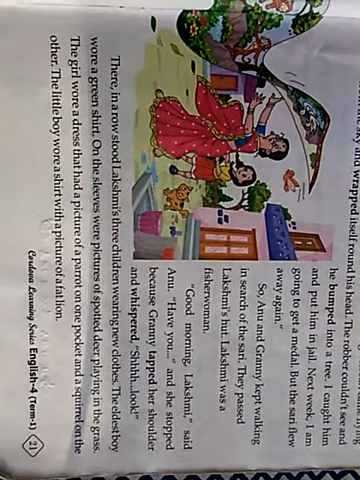 and wrapped itself round his head. The robber couldn't see and
he bumped into a tree. I caught him
and put him in jail. Next week, I am
going to get a medal. But the sari flew
away again."
So, Anu and Granny kept walking
in search of the sari. They passed
Lakshmi's hut. Lakshmi was a
fisherwoman.
"Good morning, Lakshmi," said
Anu. "Have you..." and she stopped
because Granny tapped her shoulder
and whispered, "Shhh...look!"
There, in a row stood Lakshmi's three children wearing new clothes. The eldest boy
wore a green shirt. On the sleeves were pictures of spotted deer playing in the grass.
The girl wore a dress that had a picture of a parrot on one pocket and a squirrel on the
other. The little boy wore a shirt with a picture of a fat lion.
Cordova Learning Series English-4 (Term-1) 21